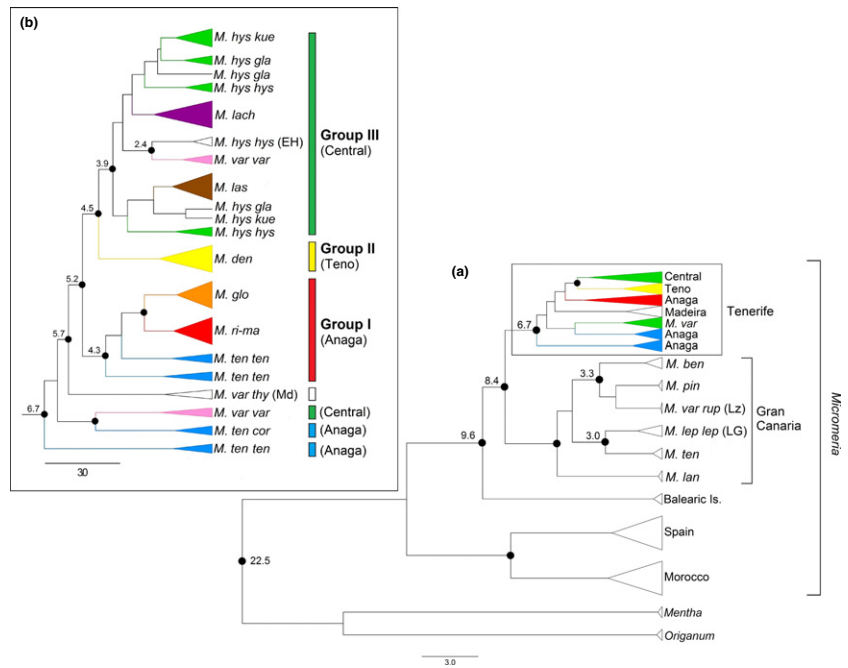 (b)
M. hys kue
M. hys gla
M. hys gla
M. hys hys
M. lach
M. hys hys (EH)
2.4
M. var var
Group III
(Central)
3.9
M. las
M. hys gla
M. hys kue
M. hys hys
4.5
M. den
Group II
(Teno)
5.2
M. glo
M. ri-ma
Group I
(Anaga)
5.7
4.3
M. ten ten
M. ten ten
M. var thy (Md)
6.7
M. var var
(Central)
M. ten cor
(Anaga)
M. ten ten
(Anaga)
30
(a)
Central
Teno
Anaga
Madeira
M. var
Anaga
Anaga
6.7
Tenerife
8.4
M. ben
3.3
M. pin
M. var rup (Lz)
M. lep lep (LG)
3.0
M. ten
M. lan
Gran
Canaria
9.6
Balearic Is.
Spain
Morocco
Micromeria
22.5
Mentha
Origanum
3.0